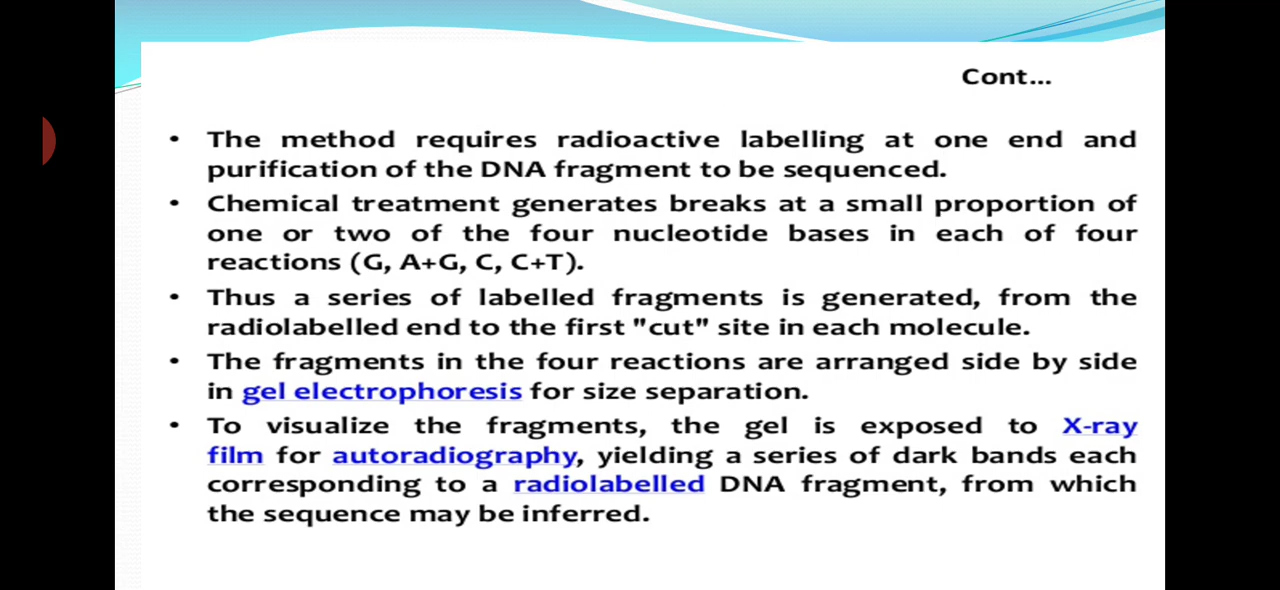 Cont...
• The method requires radioactive labelling at one end and
purification of the DNA fragment to be sequenced.
• Chemical treatment generates breaks at a small proportion of
one or two of the four nucleotide bases in each of four
reactions (G, A+G, C, C+T).
• Thus a series of labelled fragments is generated, from the
radiolabelled end to the first "cut" site in each molecule.
• The fragments in the four reactions are arranged side by side
in gel electrophoresis for size separation.
• To visualize the fragments, the gel is exposed to X-ray
film for autoradiography, yielding a series of dark bands each
corresponding to a radiolabelled DNA fragment, from which
the sequence may be inferred.